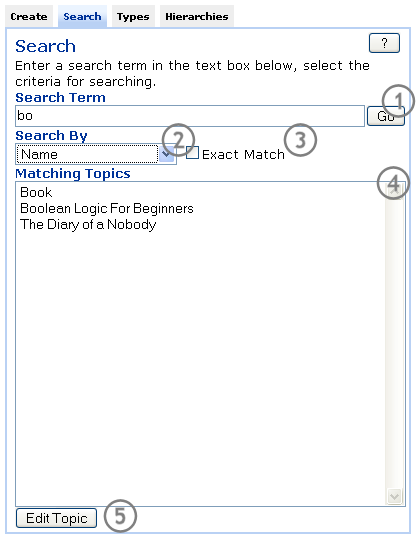 Create Search Types Hierarchies
Search ?
Enter a search term in the text box below, select the
criteria for searching.
Search Term 1
bo Go
Search By 2 3
Name Exact Match
Matching Topics 4
Book
Boolean Logic For Beginners
The Diary of a Nobody
Edit Topic 5